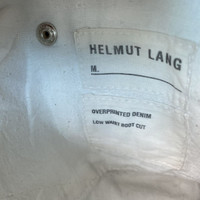 HELMUT LANG
M.
OVERPRINTED DENIM
LOW WAIST BOOT CUT